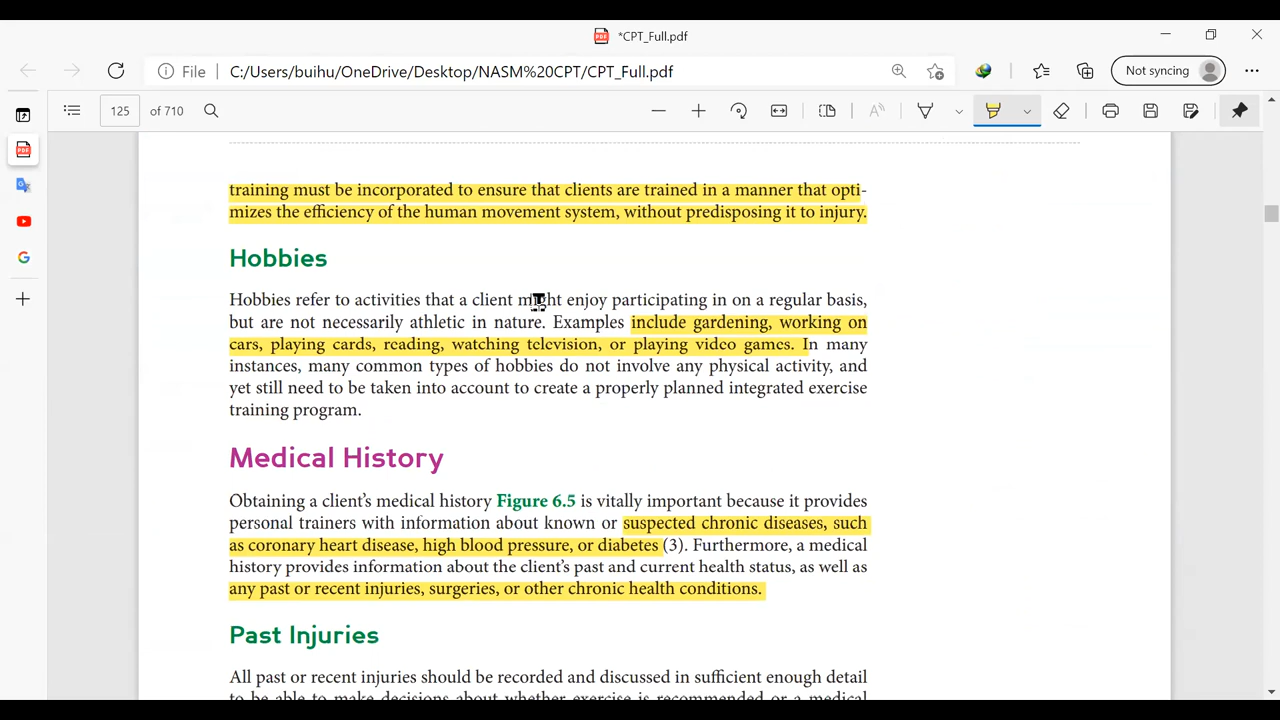 *CPT_Full.pdf
File
C:/Users/buihu/OneDrive/Desktop/NASM%20CPT/CPT_Full.pdf
Not syncing
125 of 710
training must be incorporated to ensure that clients are trained in a manner that opti-
mizes the efficiency of the human movement system, without predisposing it to injury.
Hobbies
Hobbies refer to activities that a client might enjoy participating in on a regular basis,
but are not necessarily athletic in nature. Examples include gardening, working on
cars, playing cards, reading, watching television, or playing video games. In many
instances, many common types of hobbies do not involve any physical activity, and
yet still need to be taken into account to create a properly planned integrated exercise
training program.
Medical History
Obtaining a client's medical history Figure 6.5 is vitally important because it provides
personal trainers with information about known or suspected chronic diseases, such
as coronary heart disease, high blood pressure, or diabetes (3). Furthermore, a medical
history provides information about the client's past and current health status, as well as
any past or recent injuries, surgeries, or other chronic health conditions.
Past Injuries
All past or recent injuries should be recorded and discussed in sufficient enough detail
to be able to make decisions about whether exercise is recommended or a medical